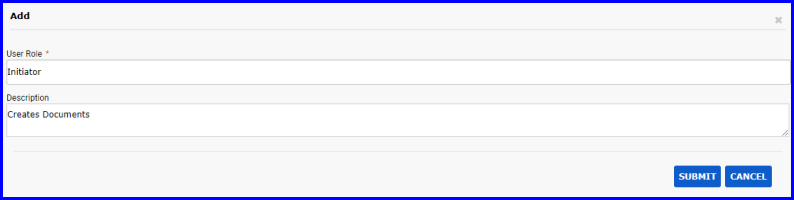 Add
×
User Role *
Initiator
Description
Creates Documents
SUBMIT CANCEL